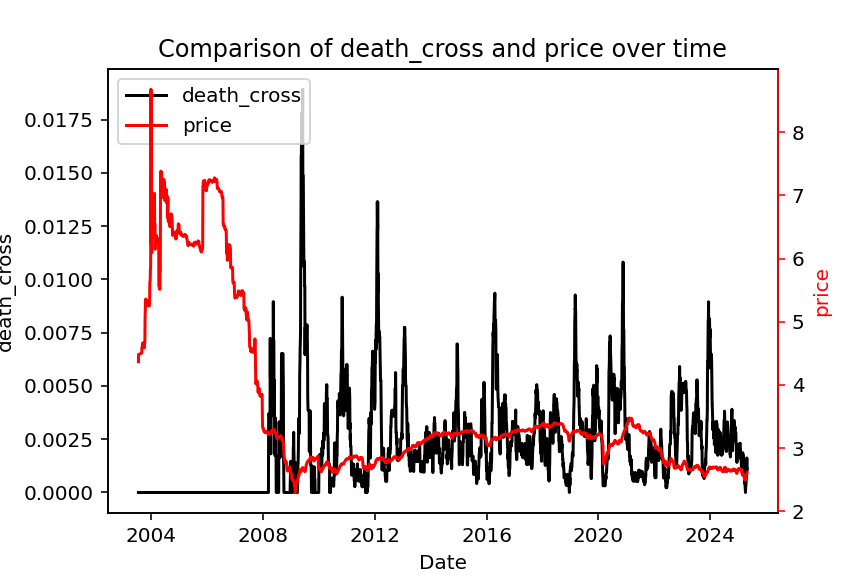 Comparison of death_cross and price over time
death_cross
price
0.0175
0.0150
0.0125
0.0100
0.0075
0.0050
0.0025
0.0000
death_cross
8
7
6
5
4
3
2
price
2004 2008 2012 2016 2020 2024
Date